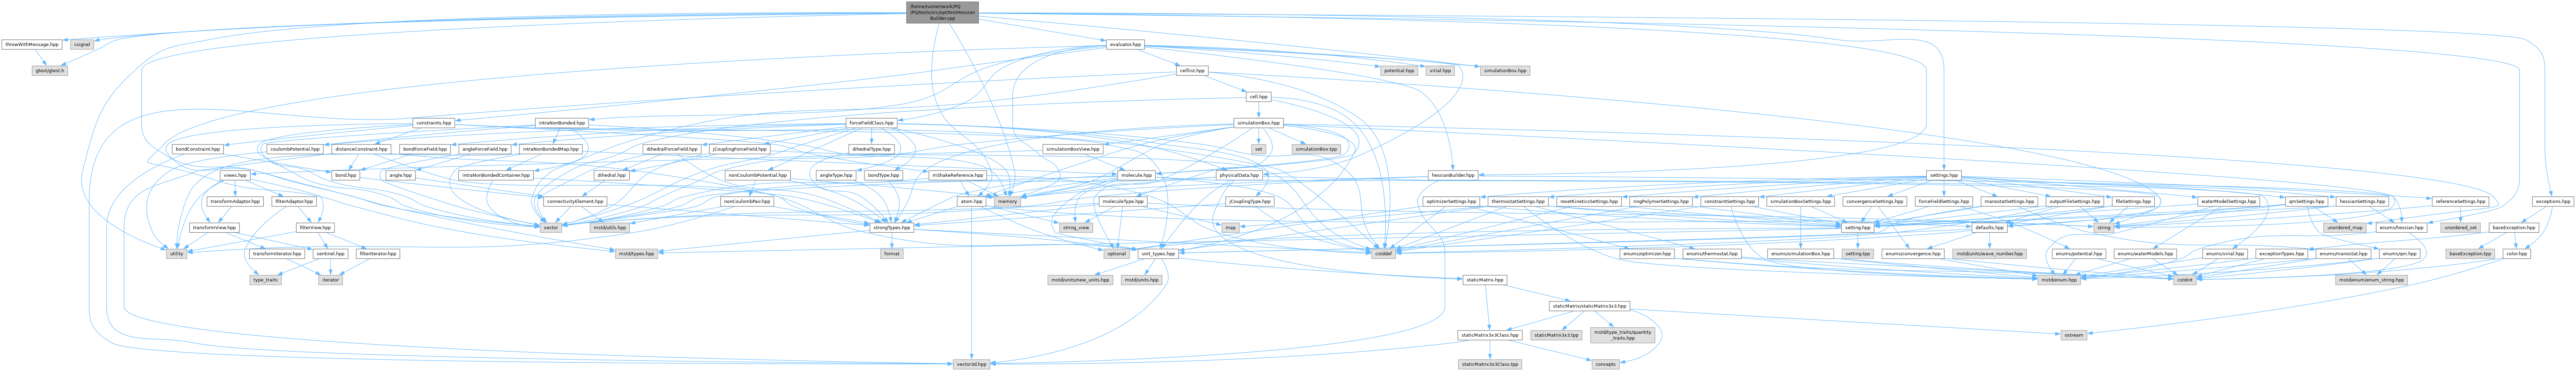 /home/runner/work/PQ
/PQ/tests/src/opt/testHessian
Builder.cpp
throwWithMessage.hpp
csignal
evaluator.hpp
gtest/gtest.h
celllist.hpp
potential.hpp
virial.hpp
simulationBox.hpp
cell.hpp
constraints.hpp
intraNonBonded.hpp
forceFieldClass.hpp
simulationBox.hpp
bondConstraint.hpp
coulombPotential.hpp
distanceConstraint.hpp
bondForceField.hpp
angleForceField.hpp
intraNonBondedMap.hpp
dihedralForceField.hpp
jCouplingForceField.hpp
dihedralType.hpp
simulationBoxView.hpp
set
simulationBox.tpp
views.hpp
bond.hpp
angle.hpp
intraNonBondedContainer.hpp
dihedral.hpp
nonCoulombPotential.hpp
angleType.hpp
bondType.hpp
mShakeReference.hpp
molecule.hpp
physicalData.hpp
hessianBuilder.hpp
settings.hpp
exceptions.hpp
transformAdaptor.hpp
filterAdaptor.hpp
connectivityElement.hpp
nonCoulombPair.hpp
atom.hpp
memory
moleculeType.hpp
jCouplingType.hpp
optimizerSettings.hpp
thermostatSettings.hpp
resetKineticsSettings.hpp
ringPolymerSettings.hpp
constraintSettings.hpp
simulationBoxSettings.hpp
convergenceSettings.hpp
forceFieldSettings.hpp
manostatSettings.hpp
outputFileSettings.hpp
fileSettings.hpp
waterModelSettings.hpp
qmSettings.hpp
hessianSettings.hpp
referenceSettings.hpp
transformView.hpp
filterView.hpp
vector
mstd/utils.hpp
strongTypes.hpp
string_view
map
setting.hpp
defaults.hpp
string
unordered_map
enums/hessian.hpp
unordered_set
baseException.hpp
utility
transformIterator.hpp
sentinel.hpp
filterIterator.hpp
mstd/types.hpp
format
optional
unit_types.hpp
cstddef
enums/optimizer.hpp
enums/thermostat.hpp
enums/simulationBox.hpp
setting.tpp
enums/convergence.hpp
mstd/units/wave_number.hpp
enums/potential.hpp
enums/waterModels.hpp
enums/virial.hpp
exceptionTypes.hpp
enums/manostat.hpp
enums/qm.hpp
baseException.tpp
color.hpp
type_traits
iterator
mstd/units/new_units.hpp
mstd/units.hpp
staticMatrix.hpp
mstd/enum.hpp
cstdint
mstd/enum/enum_string.hpp
staticMatrix/staticMatrix3x3.hpp
staticMatrix3x3Class.hpp
staticMatrix3x3.tpp
mstd/type_traits/quantity
_traits.hpp
ostream
vector3d.hpp
staticMatrix3x3Class.tpp
concepts